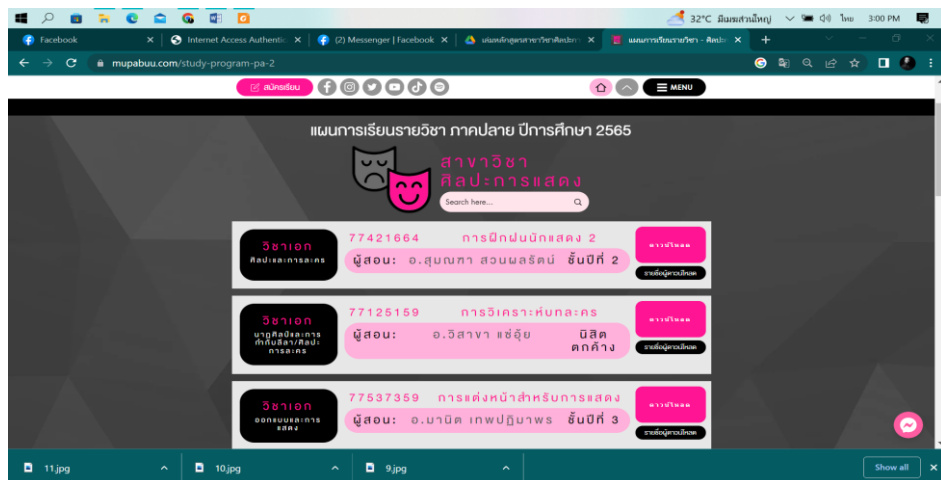 32°C มีเมฆส่วนใหญ่
ไทย
3:00 PM
Facebook
Internet Access Authentic
(2) Messenger | Facebook
แผนการเรียนรายวิชา - ศิลปะ
mupabuu.com/study-program-pa-2
สมัครเรียน
MENU
แผนการเรียนรายวิชา ภาคปลาย ปีการศึกษา 2565
สาขาวิชา
ศิลปะการแสดง
Search here...
วิชาเอก
ศิลปะและการละคร
77421664 การฝึกฝนนักแสดง 2
ผู้สอน: อ.สุมณฑา สวนผลรัตน์ ชั้นปีที่ 2
ดาวน์โหลด
รายชื่อผู้ดาวน์โหลด
วิชาเอก
นาฏศิลป์และการ
กำกับลีลา/ศิลปะ
การละคร
77125159 การวิเคราะห์บทละคร
ผู้สอน: อ.วิสาขา แซ่อุ้ย นิสิต
ตกค้าง
ดาวน์โหลด
รายชื่อผู้ดาวน์โหลด
วิชาเอก
ออกแบบและการ
แสดง
77537359 การแต่งหน้าสำหรับการแสดง
ผู้สอน: อ.มานิต เทพปฏิมาพร ชั้นปีที่ 3
ดาวน์โหลด
รายชื่อผู้ดาวน์โหลด
11.jpg
10.jpg
9.jpg
Show all